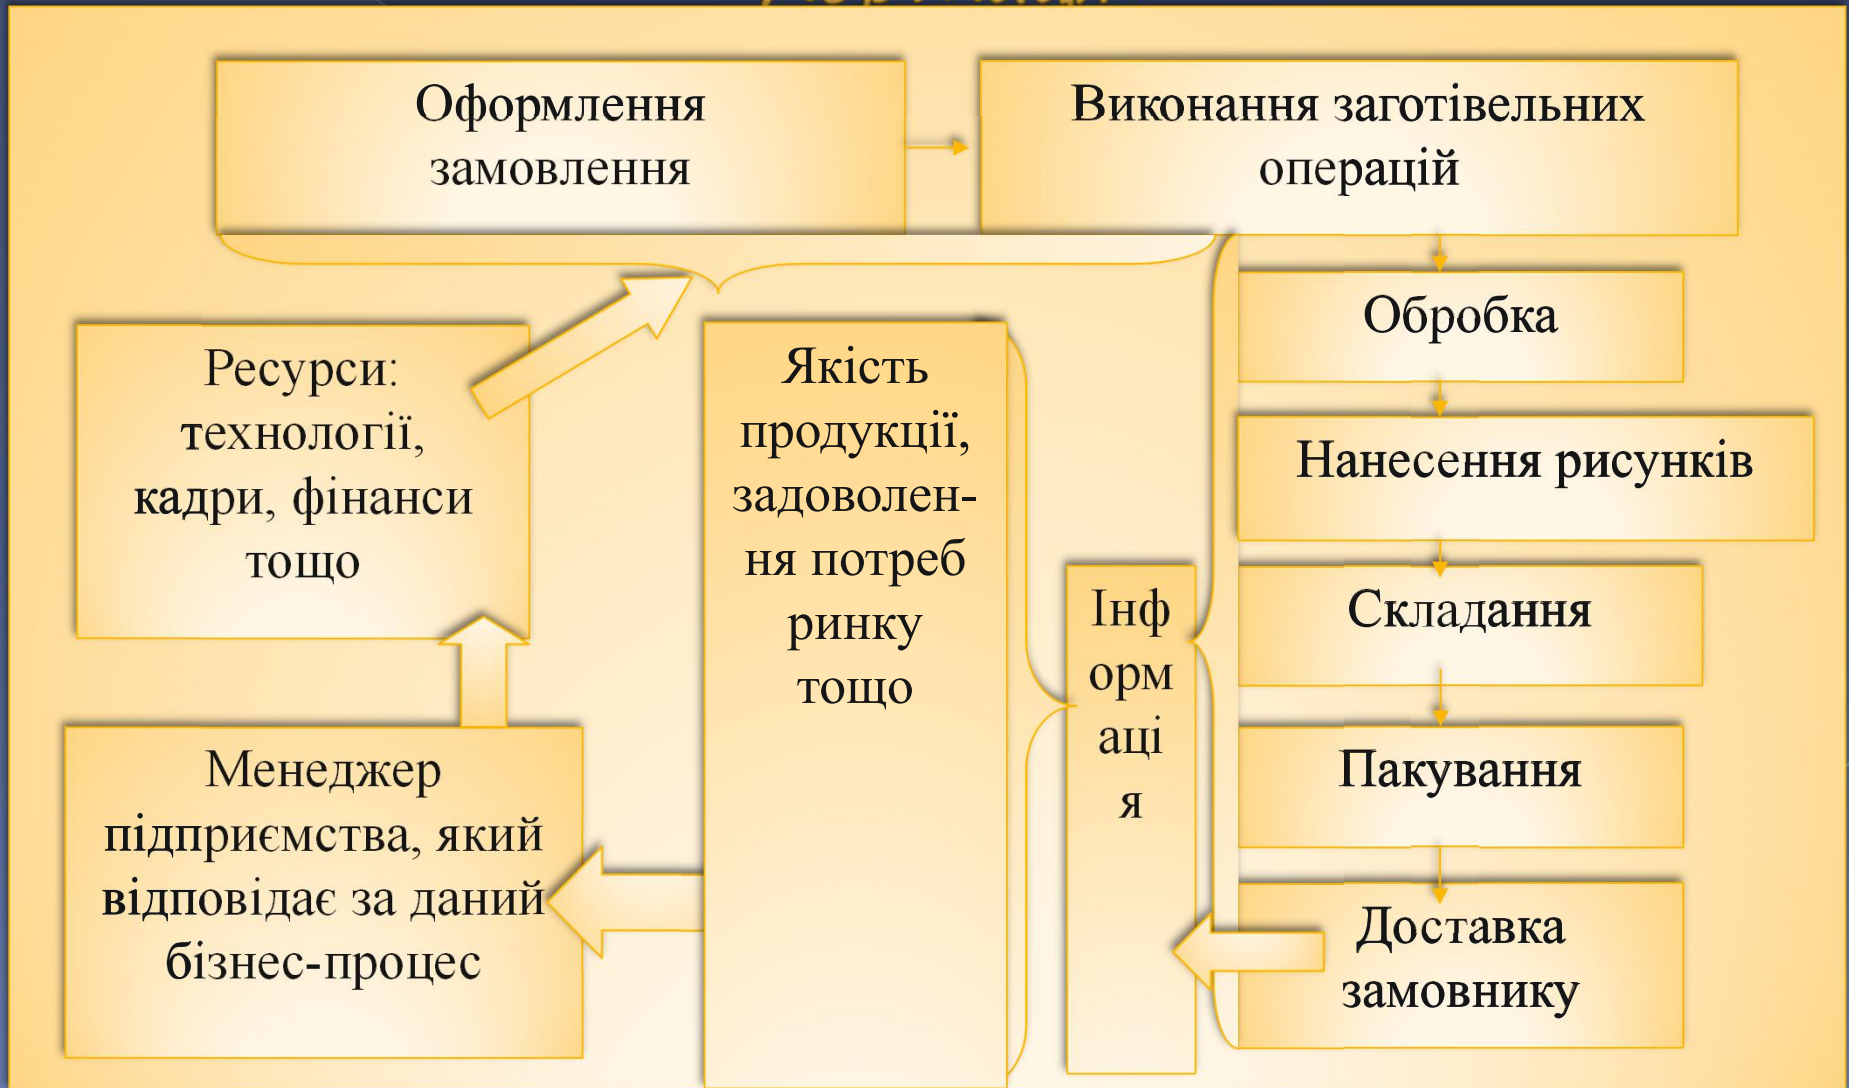 Оформлення
замовлення
Виконання заготівельних
операцій
Обробка
Нанесення рисунків
Складання
Пакування
Доставка
замовнику
Інф
орм
аці
я
Якість
продукції,
задоволен-
ня потреб
ринку
тощо
Ресурси:
технології,
кадри, фінанси
тощо
Менеджер
підприємства, який
відповідає за даний
бізнес-процес